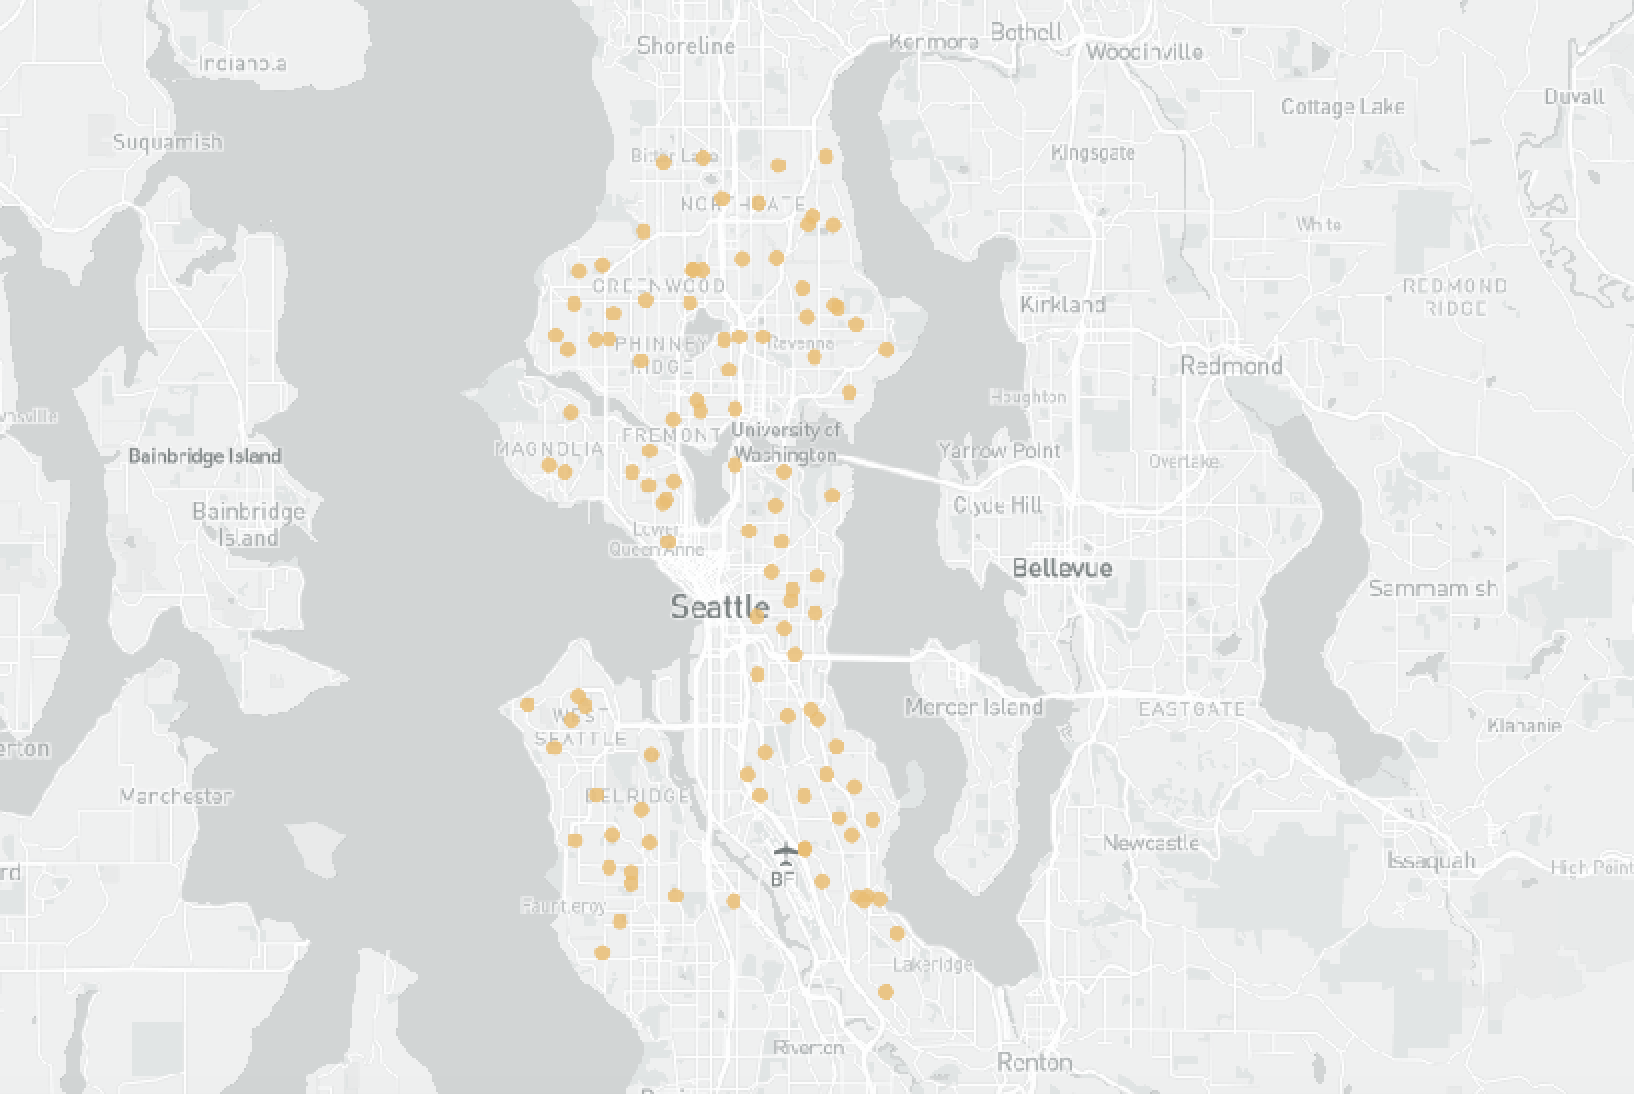 Shoreline
Kenmore
Bothell
Woodinville
Indianola
Cottage Lake
Duvall
Suquamish
Bitter Lake
Kingsgate
NORTHGATE
White
GREENWOOD
Kirkland
REDMOND
RIDGE
PHINNEY
RIDGE
Ravenna
Redmond
Houghton
University of
Washington
FREMONT
MAGNOLIA
Yarrow Point
Overlake
Bainbridge Island
Clyde Hill
Bainbridge
Island
Lower
Queen Anne
Bellevue
Sammamish
Seattle
Mercer Island
EASTGATE
WEST
SEATTLE
Klahanie
erton
Manchester
DELRIDGE
Newcastle
Issaquah
High Point
rd
BF
Fauntleroy
Lakeridge
Riverton
Renton